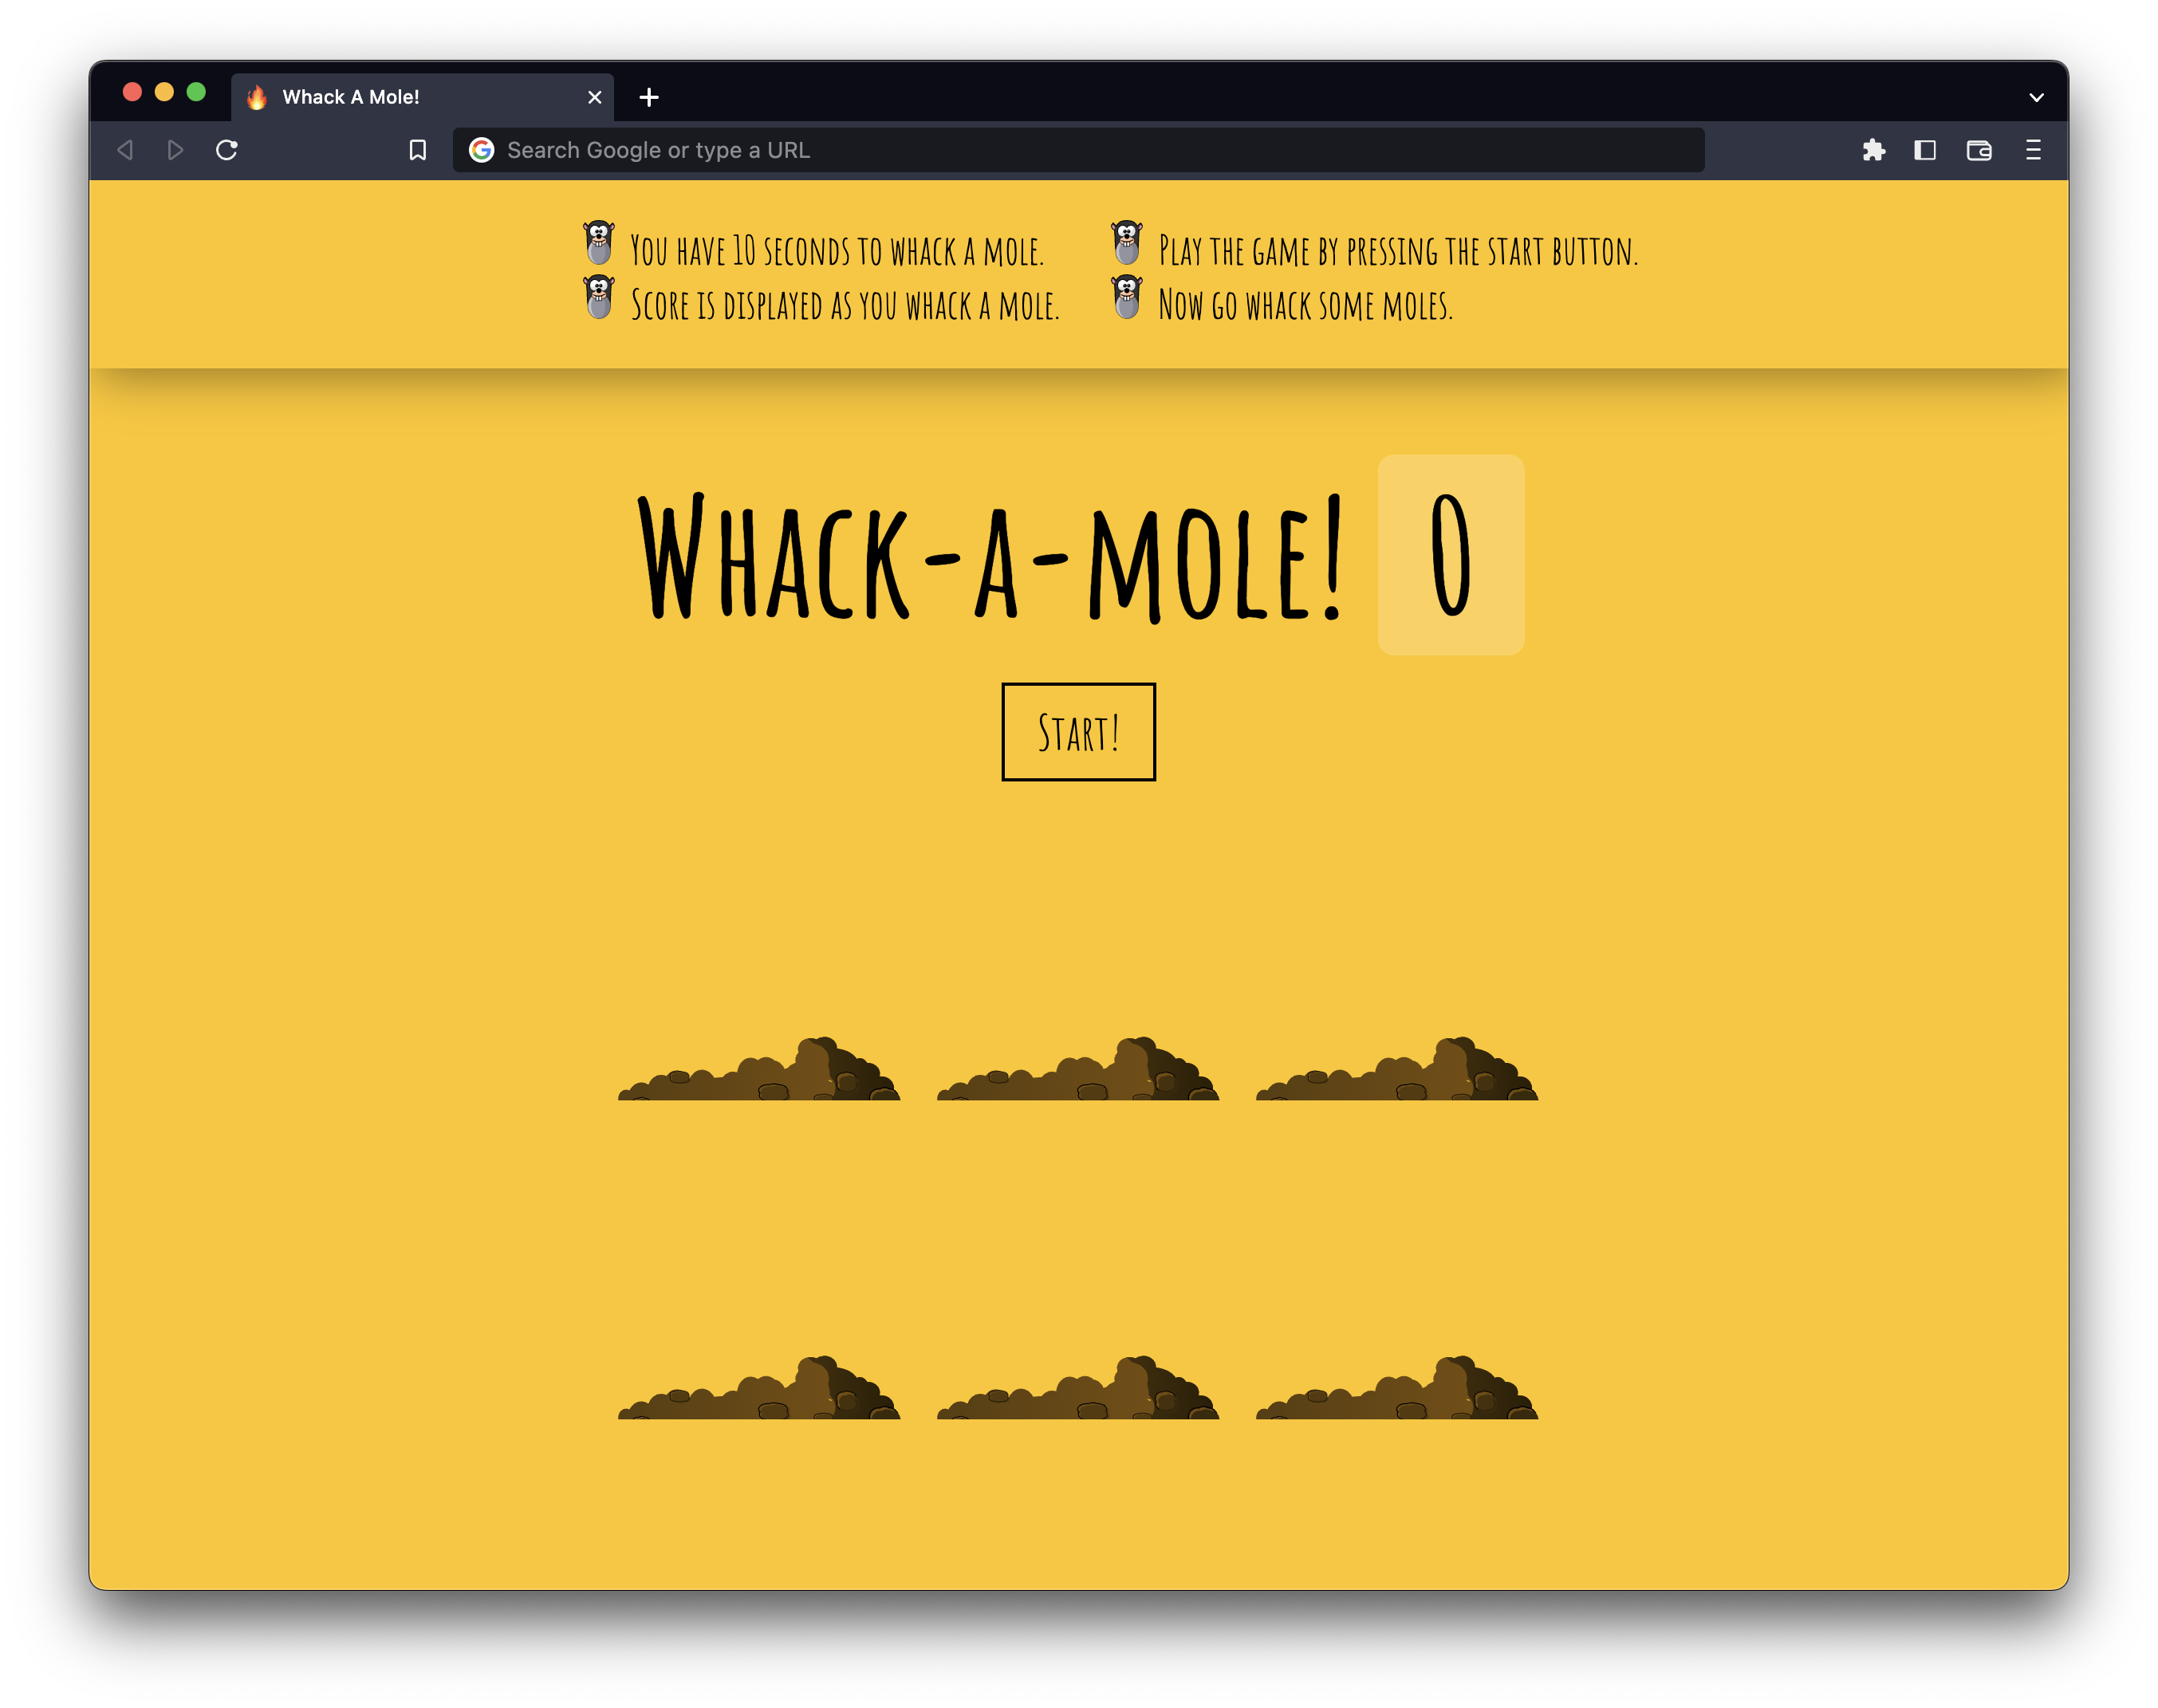 Whack A Mole!
Search Google or type a URL
You have 10 seconds to whack a mole.
Play the game by pressing the start button.
Score is displayed as you whack a mole.
Now go whack some moles.
Whack-a-mole! 0
Start!